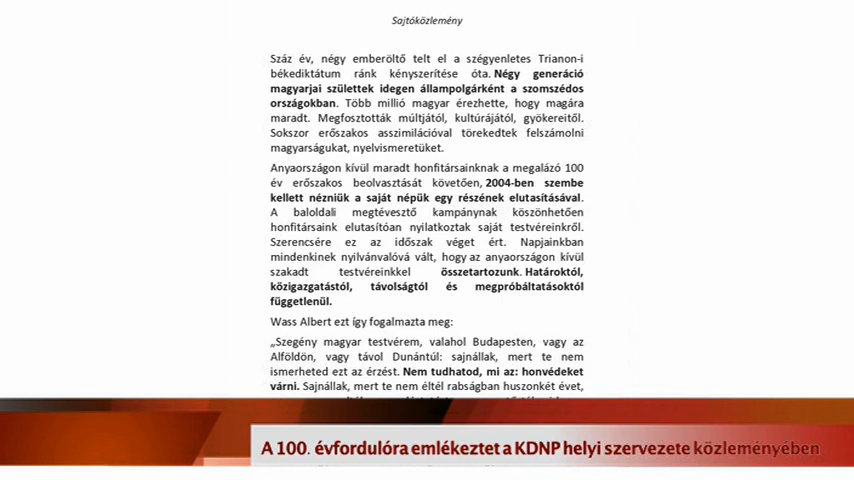 Sajtóközlemény
Száz év, négy emberöltő telt el a szégyenletes Trianon-i
békediktátum ránk kényszerítése óta. Négy generáció
magyarjai születtek idegen állampolgárként a szomszédos
országokban. Több millió magyar érezhette, hogy magára
maradt. Megfosztották múltjától, kultúrájától, gyökereitől.
Sokszor erőszakos asszimilációval törekedtek felszámolni
magyarságukat, nyelvismeretüket.
Anyaországon kívül maradt honfitársainknak a megalázó 100
év erőszakos beolvasztását követően, 2004-ben szembe
kellett nézniük a saját népük egy részének elutasításával.
A baloldali megtévesztő kampánynak köszönhetően
honfitársaink elutasítóan nyilatkoztak saját testvéreinkről.
Szerencsére ez az időszak véget ért. Napjainkban
mindenkinek nyilvánvalóvá vált, hogy az anyaországon kívül
szakadt testvéreinkkel összetartozunk. Határoktól,
közigazgatástól, távolságtól és megpróbáltatásoktól
függetlenül.
Wass Albert ezt így fogalmazta meg:
„Szegény magyar testvérem, valahol Budapesten, vagy az
Alföldön, vagy távol Dunántúl: sajnállak, mert te nem
ismerheted ezt az érzést. Nem tudhatod, mi az: honvédeket
várni. Sajnállak, mert te nem éltél rabságban huszonkét évet,
A 100. évfordulóra emlékeztet a KDNP helyi szervezete közleményében